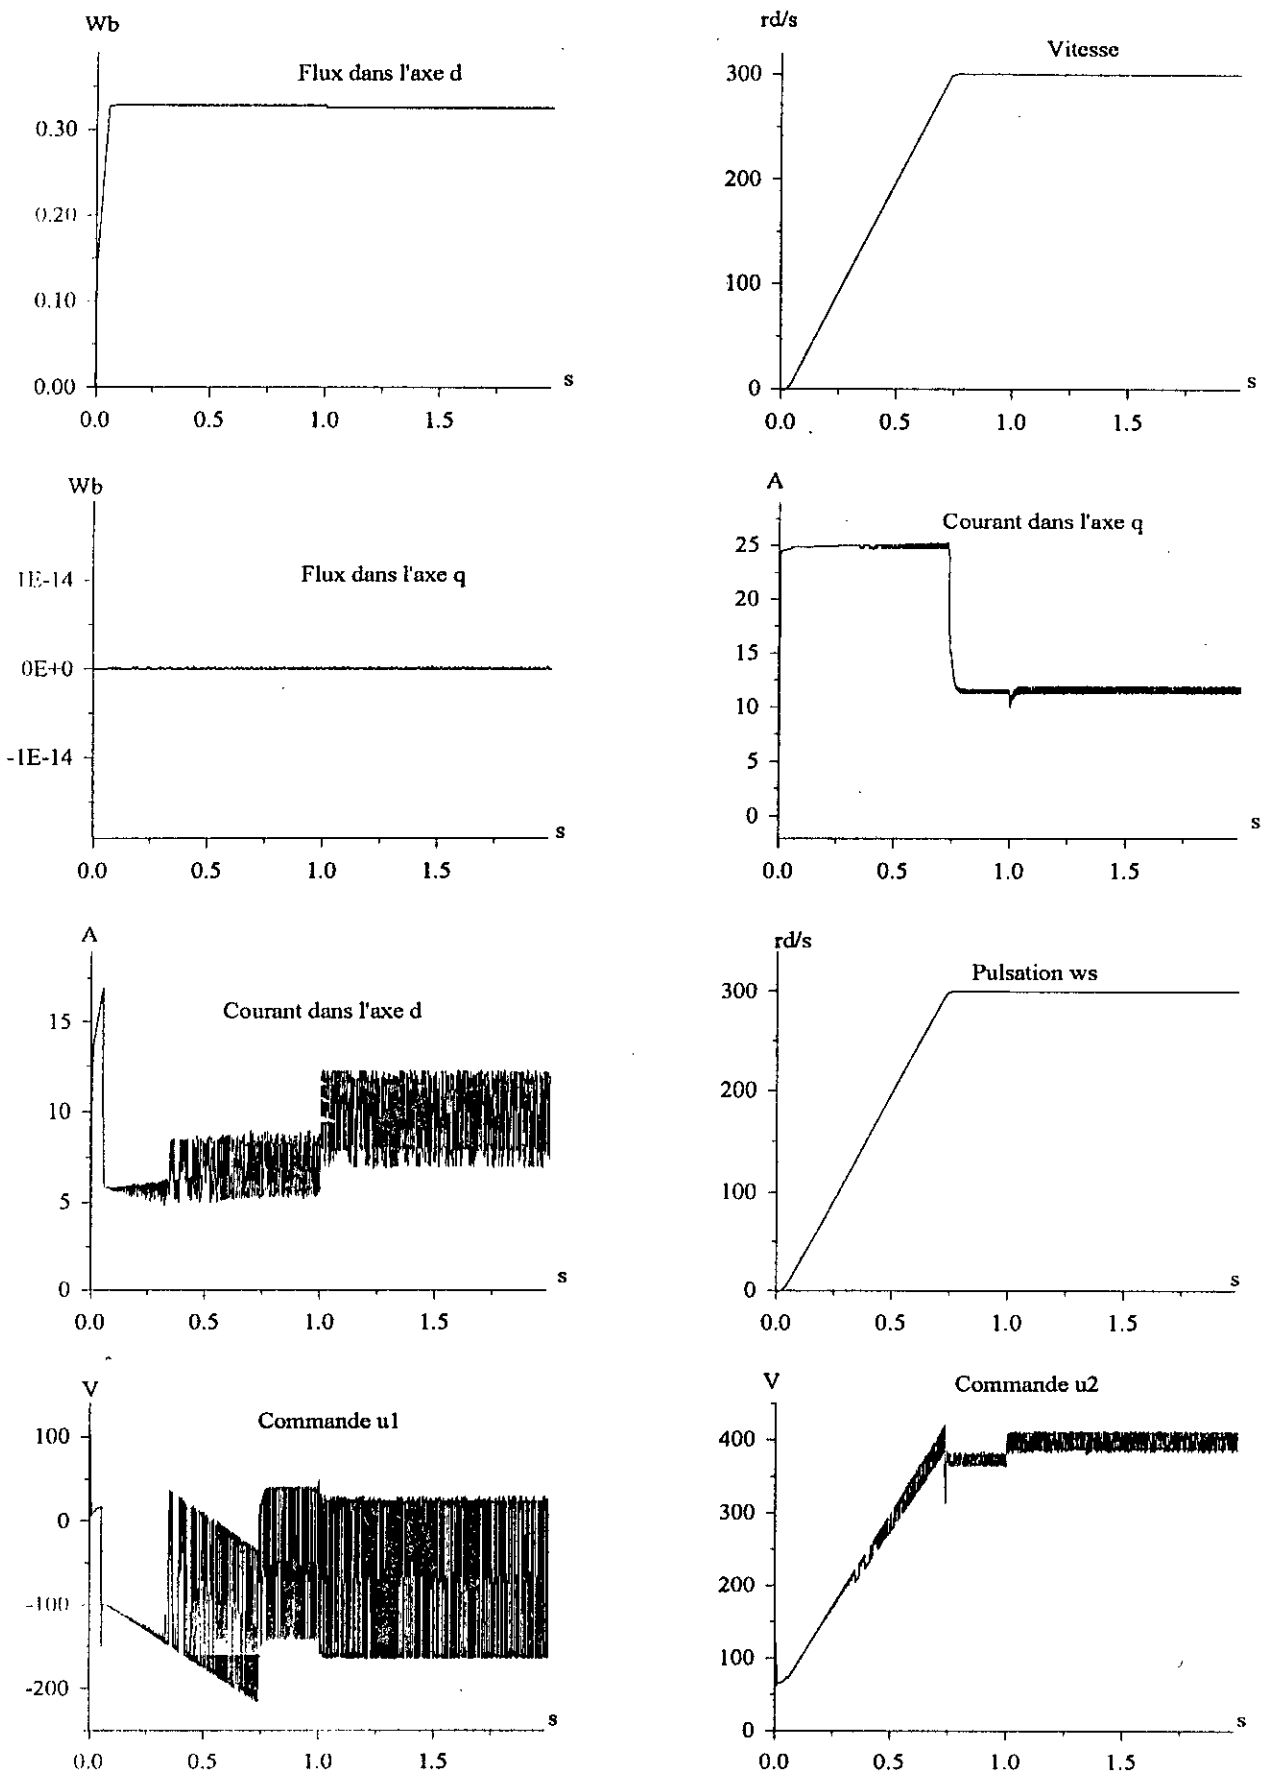 Wb
Flux dans l'axe d
0.30
0.20
0.10
0.00
s
0.0 0.5 1.0 1.5
rd/s
Vitesse
300
200
100
0
s
0.0 0.5 1.0 1.5
Wb
Flux dans l'axe q
1E-14
0E+0
-1E-14
s
0.0 0.5 1.0 1.5
A
Courant dans l'axe q
25
20
15
10
5
0
s
0.0 0.5 1.0 1.5
A
Courant dans l'axe d
15
10
5
0
s
0.0 0.5 1.0 1.5
rd/s
Pulsation ws
300
200
100
0
s
0.0 0.5 1.0 1.5
V
Commande u1
100
0
-100
-200
s
0.0 0.5 1.0 1.5
V
Commande u2
400
300
200
100
0
s
0.0 0.5 1.0 1.5